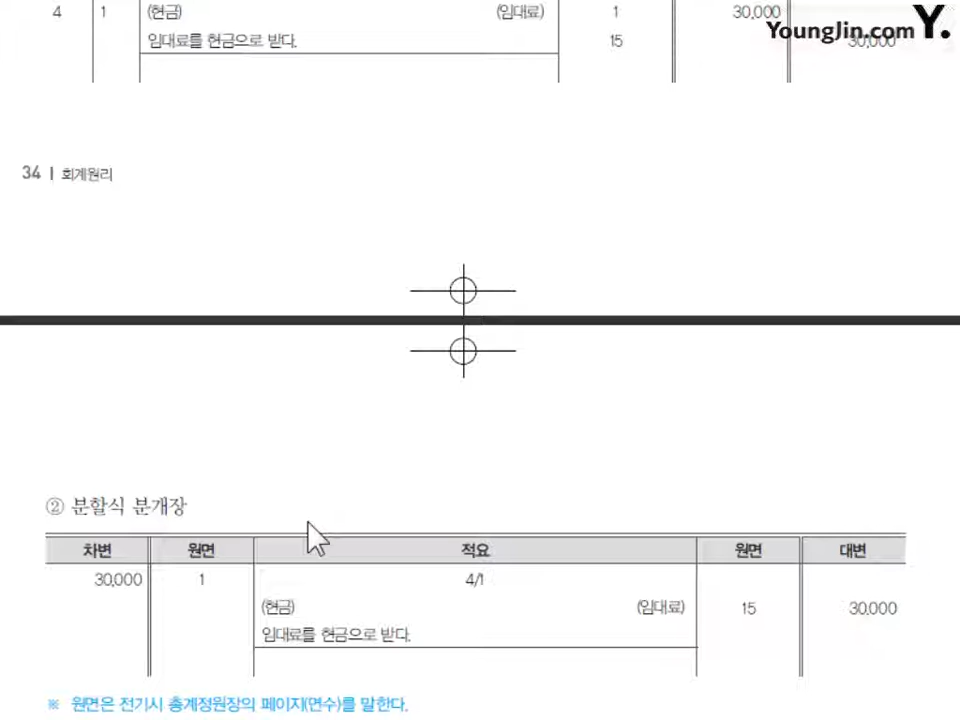 4 1 (현금) (임대료) 1 30,000
임대료를 현금으로 받다. 15 30,000
YoungJin.com Y.
34 | 회계원리
② 분할식 분개장
차변 원면 적요 원면 대변
30,000 1 4/1
(현금) (임대료) 15 30,000
임대료를 현금으로 받다.
※ 원면은 전기시 총계정원장의 페이지(면수)를 말한다.